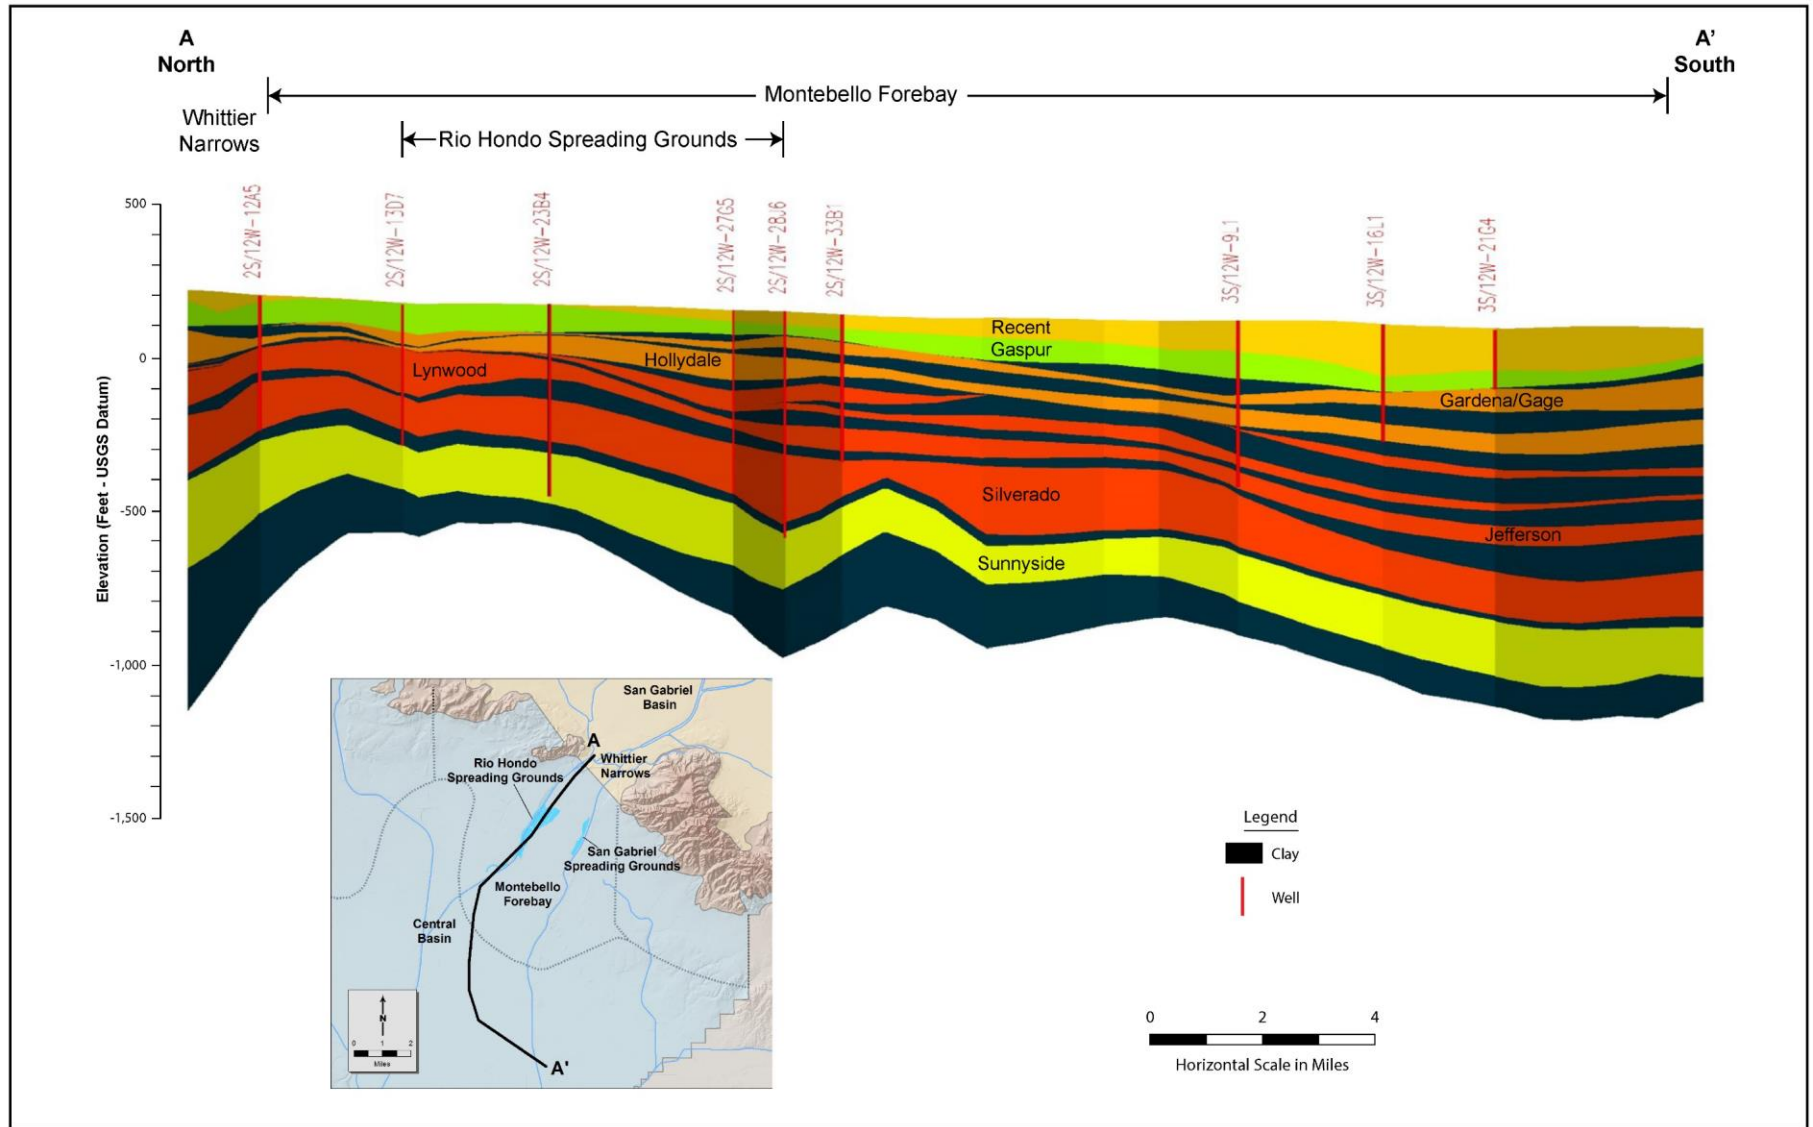 A
North
A'
South
Montebello Forebay
Whittier
Narrows
Rio Hondo Spreading Grounds
2S/12W-12A5
2S/12W-13D7
2S/12W-23B4
2S/12W-27G5
2S/12W-28J6
2S/12W-33B1
3S/12W-9L1
3S/12W-16L1
3S/12W-21G4
Elevation (Feet - USGS Datum)
500
0
-500
-1,000
-1,500
Recent
Gaspur
Hollydale
Lynwood
Gardena/Gage
Silverado
Jefferson
Sunnyside
San Gabriel
Basin
A
Whittier
Narrows
Rio Hondo
Spreading Grounds
San Gabriel
Spreading Grounds
Montebello
Forebay
Central
Basin
N
0 1 2
Miles
A'
Legend
Clay
Well
0 2 4
Horizontal Scale in Miles